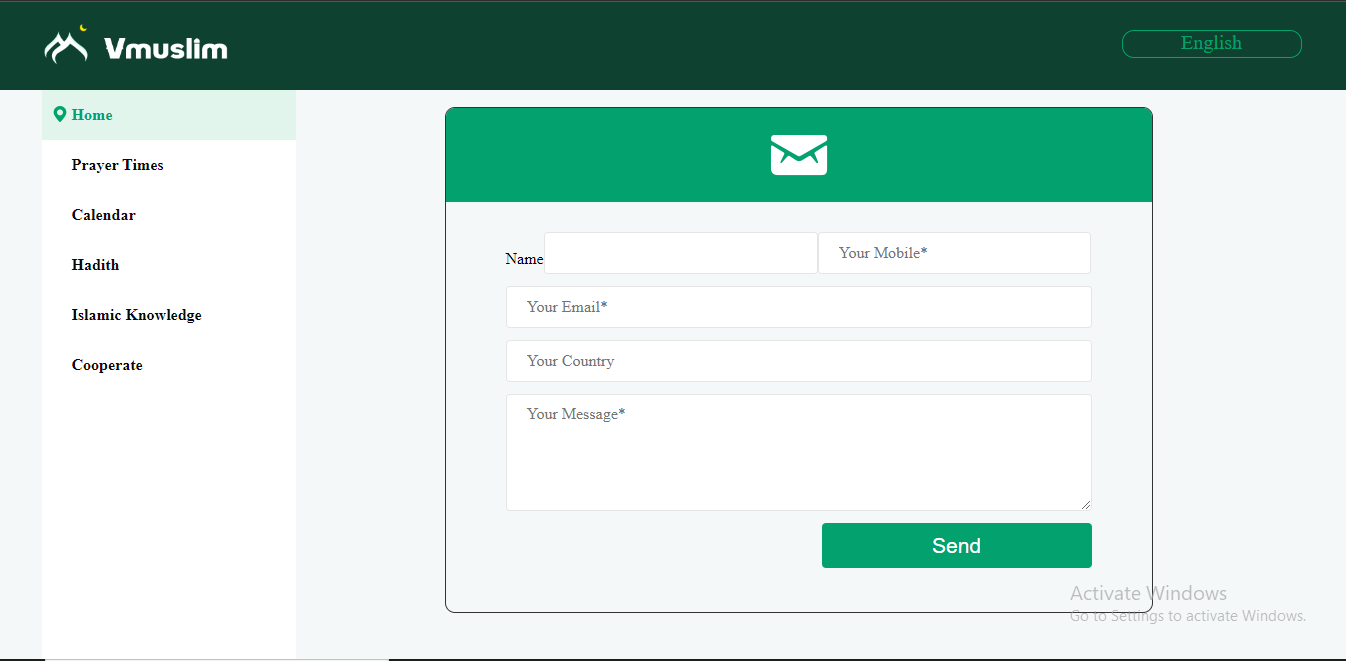 Vmuslim
English
Home
Prayer Times
Calendar
Hadith
Islamic Knowledge
Cooperate
Name
Your Mobile*
Your Email*
Your Country
Your Message*
Send
Activate Windows
Go to Settings to activate Windows.